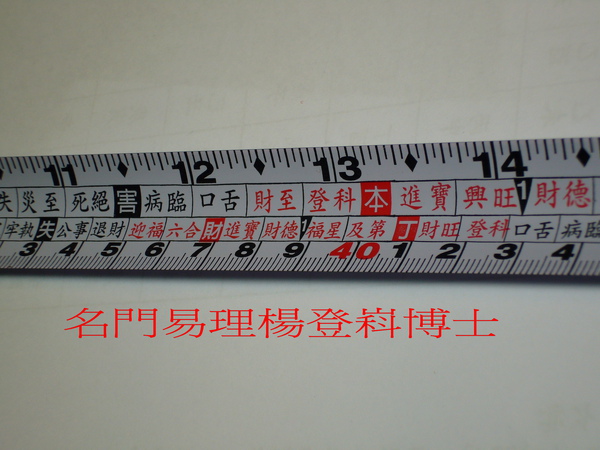 11 12 13 14
失 災至 死絕 害 病臨 口舌 財至 登科 本 進寶 興旺 1 財德
牢執 失 公事 退財 迎福 六合 財 進寶 財德 1 福星 及第 丁 財旺 登科 口舌 病臨
3 4 5 6 7 8 9 40 1 2 3 4
名門易理楊登嵙博士